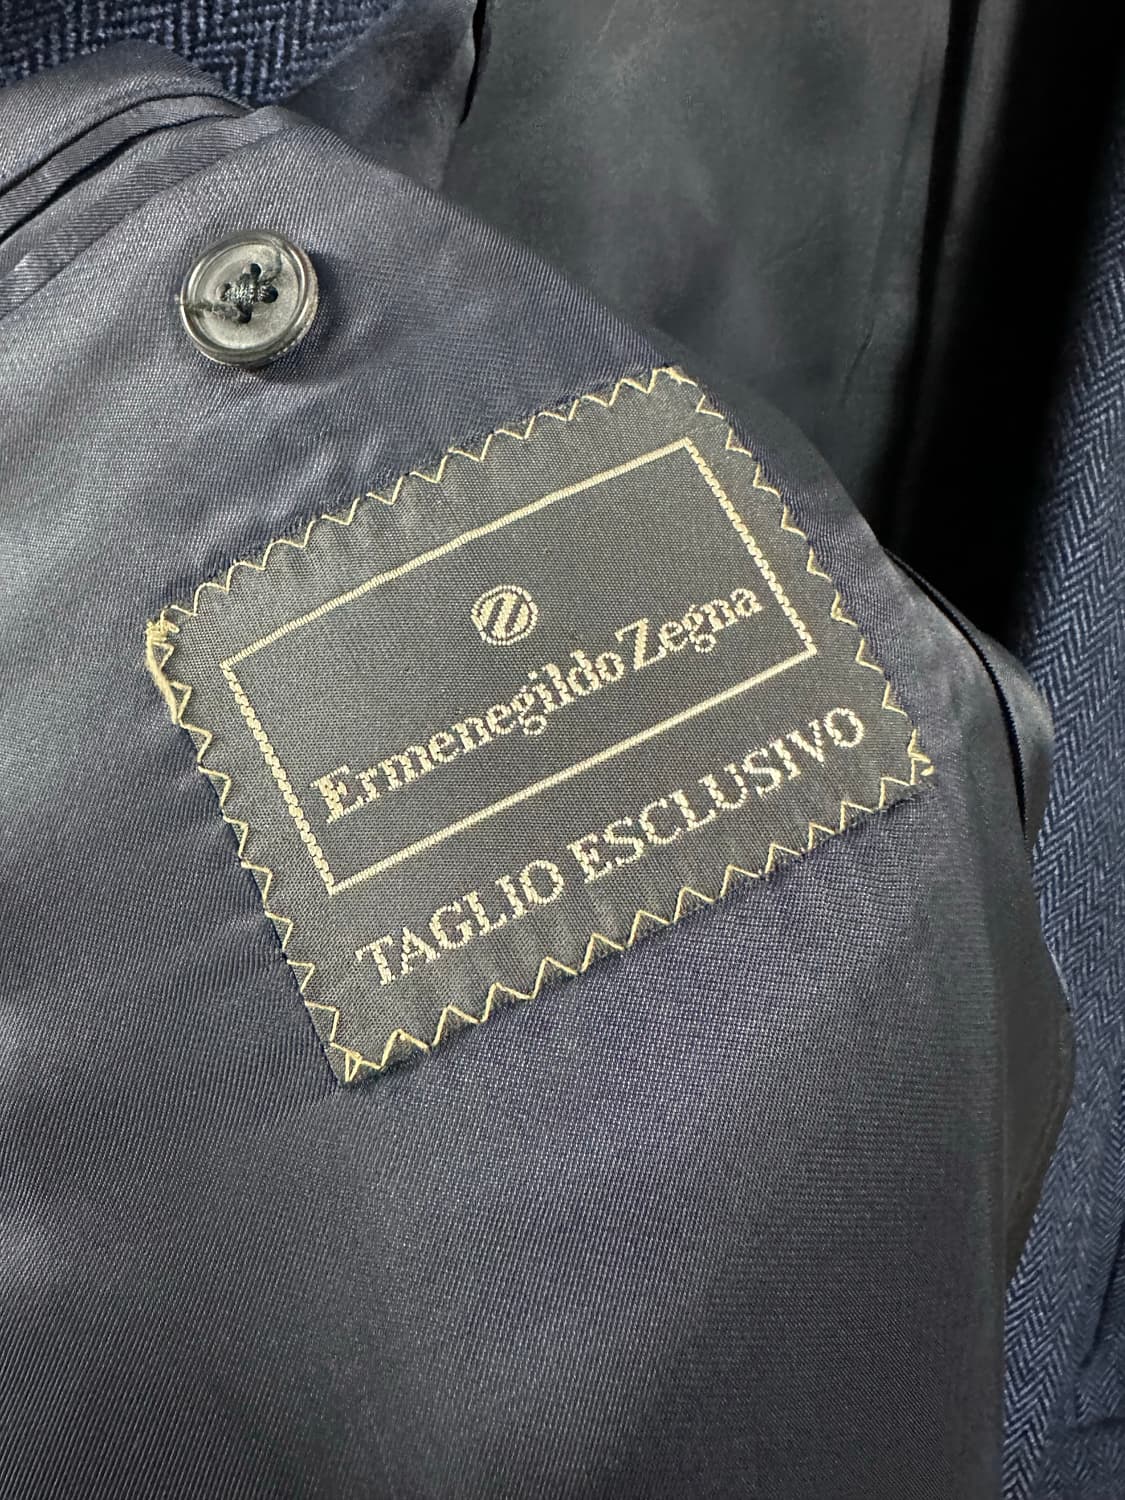 Ermenegildo Zegna
TAGLIO ESCLUSIVO